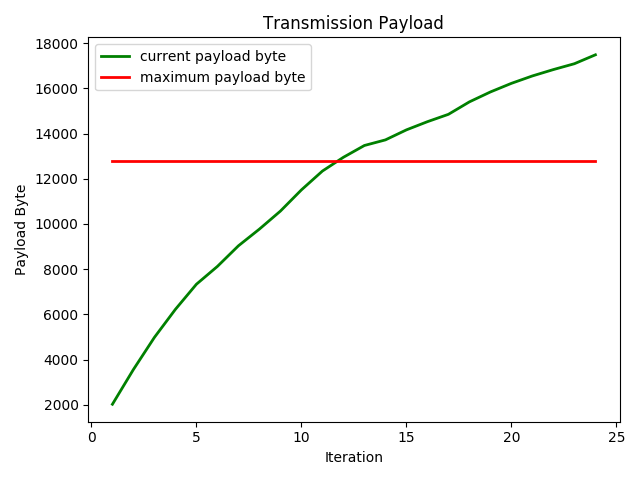 Transmission Payload
current payload byte
maximum payload byte
18000
16000
14000
12000
10000
8000
6000
4000
2000
Payload Byte
0 5 10 15 20 25
Iteration